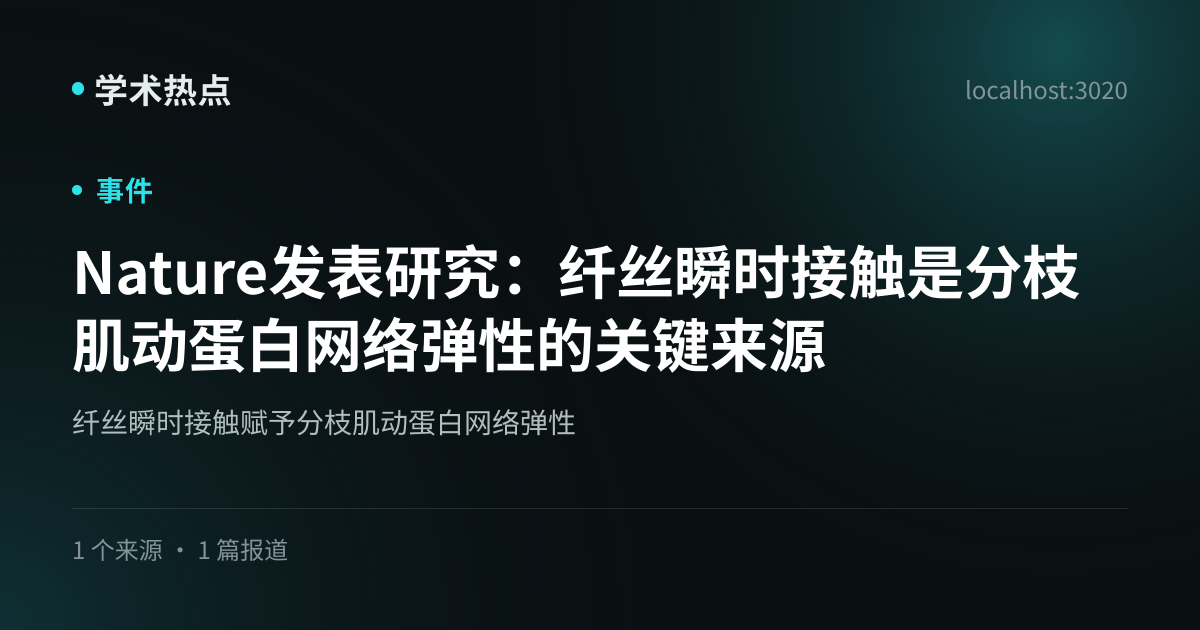 学术热点
localhost:3020
事件
Nature发表研究：纤丝瞬时接触是分枝
肌动蛋白网络弹性的关键来源
纤丝瞬时接触赋予分枝肌动蛋白网络弹性
1 个来源 · 1 篇报道